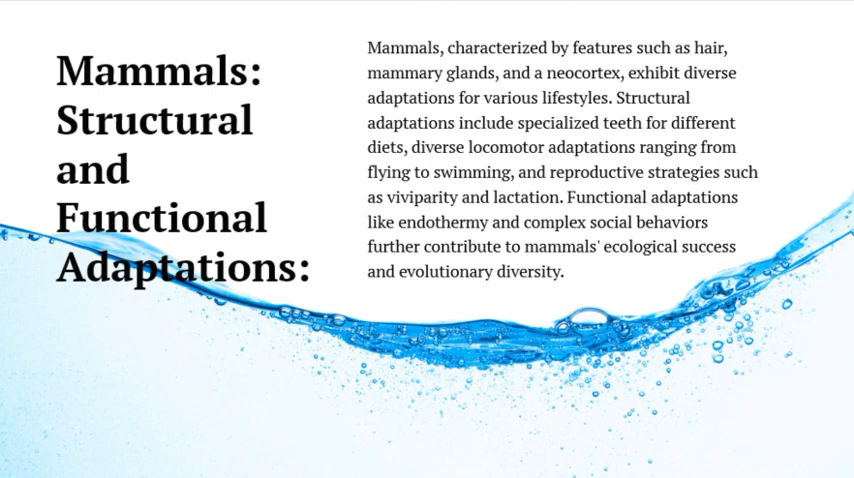 Mammals:
Structural
and
Functional
Adaptations:
Mammals, characterized by features such as hair,
mammary glands, and a neocortex, exhibit diverse
adaptations for various lifestyles. Structural
adaptations include specialized teeth for different
diets, diverse locomotor adaptations ranging from
flying to swimming, and reproductive strategies such
as viviparity and lactation. Functional adaptations
like endothermy and complex social behaviors
further contribute to mammals' ecological success
and evolutionary diversity.